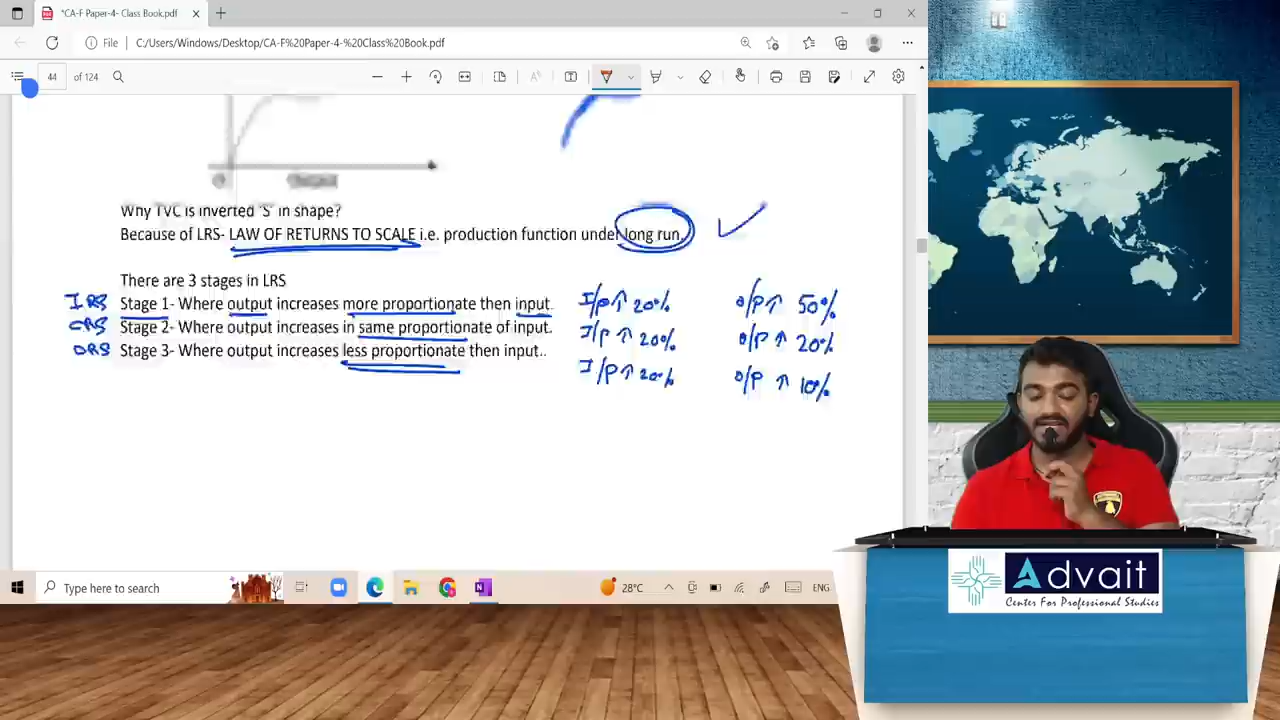 *CA-F Paper-4- Class Book.pdf
File C:/Users/Windows/Desktop/CA-F%20Paper-4-%20Class%20Book.pdf
44 of 124
Why TVC is inverted 'S' in shape?
Because of LRS- LAW OF RETURNS TO SCALE i.e. production function under long run.
There are 3 stages in LRS
IRS Stage 1- Where output increases more proportionate then input. I/P ↑ 20% O/P ↑ 50%
CRS Stage 2- Where output increases in same proportionate of input. I/P ↑ 20% O/P ↑ 20%
DRS Stage 3- Where output increases less proportionate then input.. I/P ↑ 20% O/P ↑ 10%
Type here to search
28°C
ENG
Advait
Center For Professional Studies